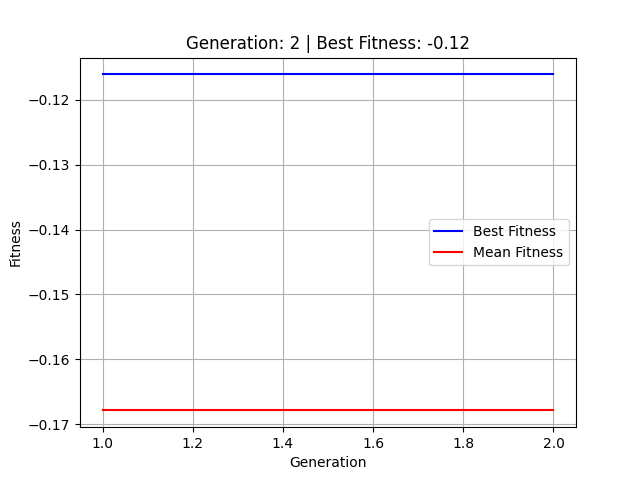 Generation: 2 | Best Fitness: -0.12
−0.12
−0.13
−0.14
−0.15
−0.16
−0.17
Fitness
Best Fitness
Mean Fitness
1.0 1.2 1.4 1.6 1.8 2.0
Generation